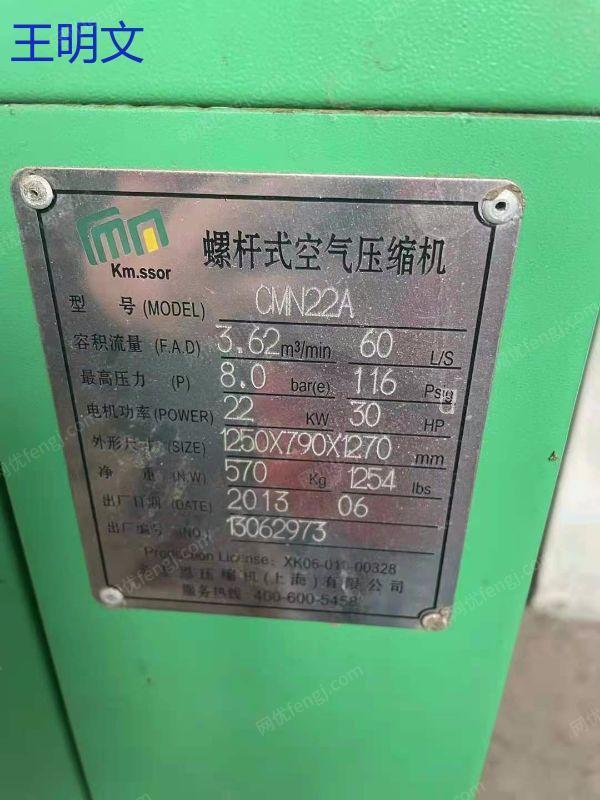 王明文
Km.ssor
螺杆式空气压缩机
型 号 (MODEL) CMN22A
容积流量 (F.A.D) 3.62 m³/min 60 L/S
最高压力 (P) 8.0 bar(e) 116 Psig
电机功率 (POWER) 22 KW 30 HP
外形尺寸 (SIZE) 1250X790X1270 mm
净 重 (N.W) 570 Kg 1254 lbs
出厂日期 (DATE) 2013 06
出厂编号 (NO.) 13062973
Production License: XK06-010-00328
恩压缩机(上海)有限公司
服务热线 400-600-5458
网优fengj.com